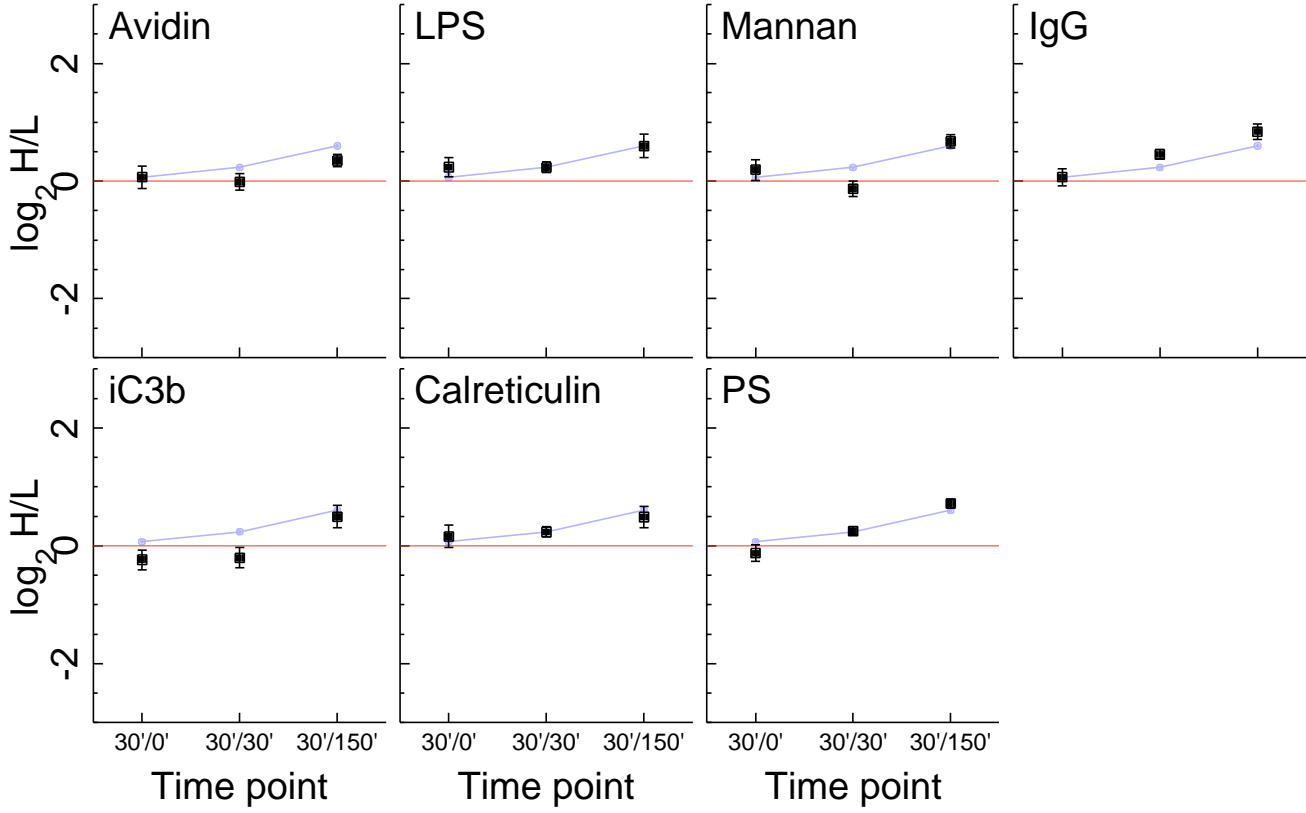 Avidin
LPS
Mannan
IgG
log2 H/L
2
0
-2
iC3b
Calreticulin
PS
log2 H/L
2
0
-2
30'/0' 30'/30' 30'/150'
30'/0' 30'/30' 30'/150'
30'/0' 30'/30' 30'/150'
Time point
Time point
Time point